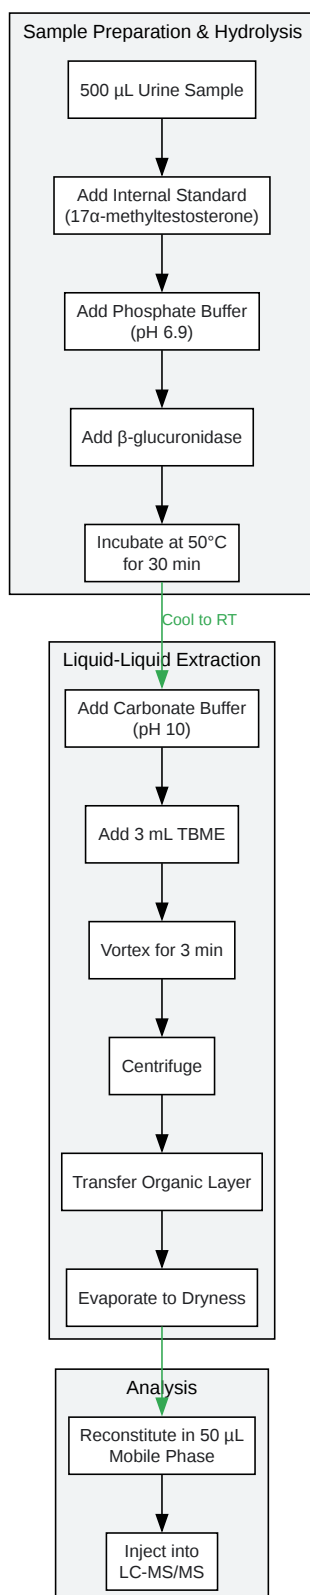 Sample Preparation & Hydrolysis
500 µL Urine Sample
Add Internal Standard
(17α-methyltestosterone)
Add Phosphate Buffer
(pH 6.9)
Add β-glucuronidase
Incubate at 50°C
for 30 min
Cool to RT
Liquid-Liquid Extraction
Add Carbonate Buffer
(pH 10)
Add 3 mL TBME
Vortex for 3 min
Centrifuge
Transfer Organic Layer
Evaporate to Dryness
Analysis
Reconstitute in 50 µL
Mobile Phase
Inject into
LC-MS/MS